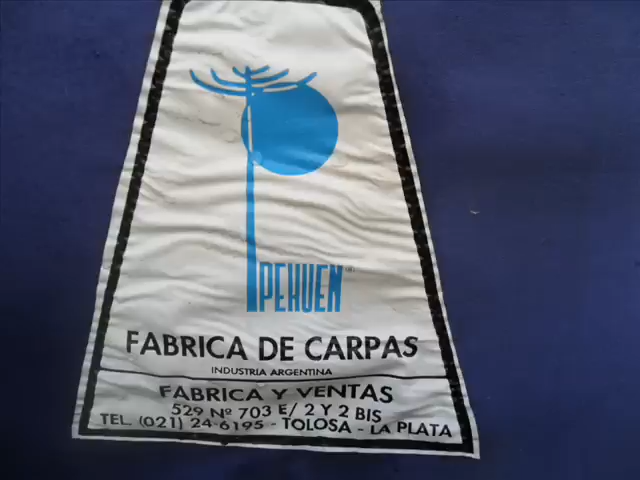 PEHUEN
FABRICA DE CARPAS
INDUSTRIA ARGENTINA
FABRICA Y VENTAS
529 Nº 703 E/ 2 Y 2 BIS
TEL. (021) 24-6195 - TOLOSA - LA PLATA